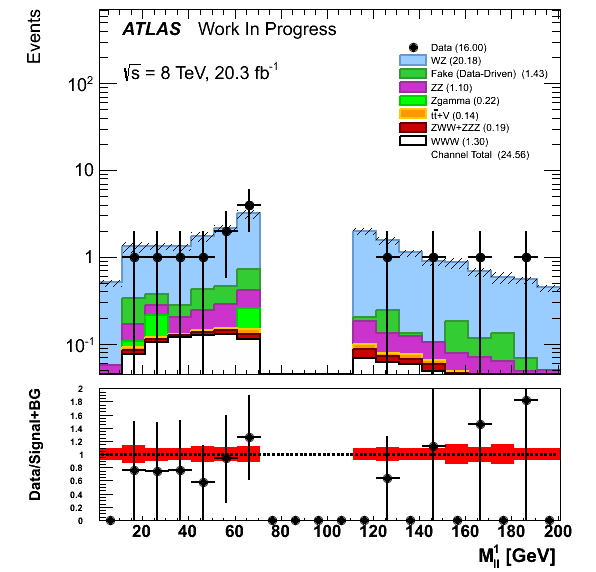 Events
ATLAS Work In Progress
√s = 8 TeV, 20.3 fb-1
Data (16.00)
WZ (20.18)
Fake (Data-Driven) (1.43)
ZZ (1.10)
Zgamma (0.22)
tt̄+V (0.14)
ZWW+ZZZ (0.19)
WWW (1.30)
Channel Total (24.56)
10²
10
1
10⁻¹
Data/Signal+BG
2
1.8
1.6
1.4
1.2
1
0.8
0.6
0.4
0.2
0
20 40 60 80 100 120 140 160 180 200
M¹ll [GeV]